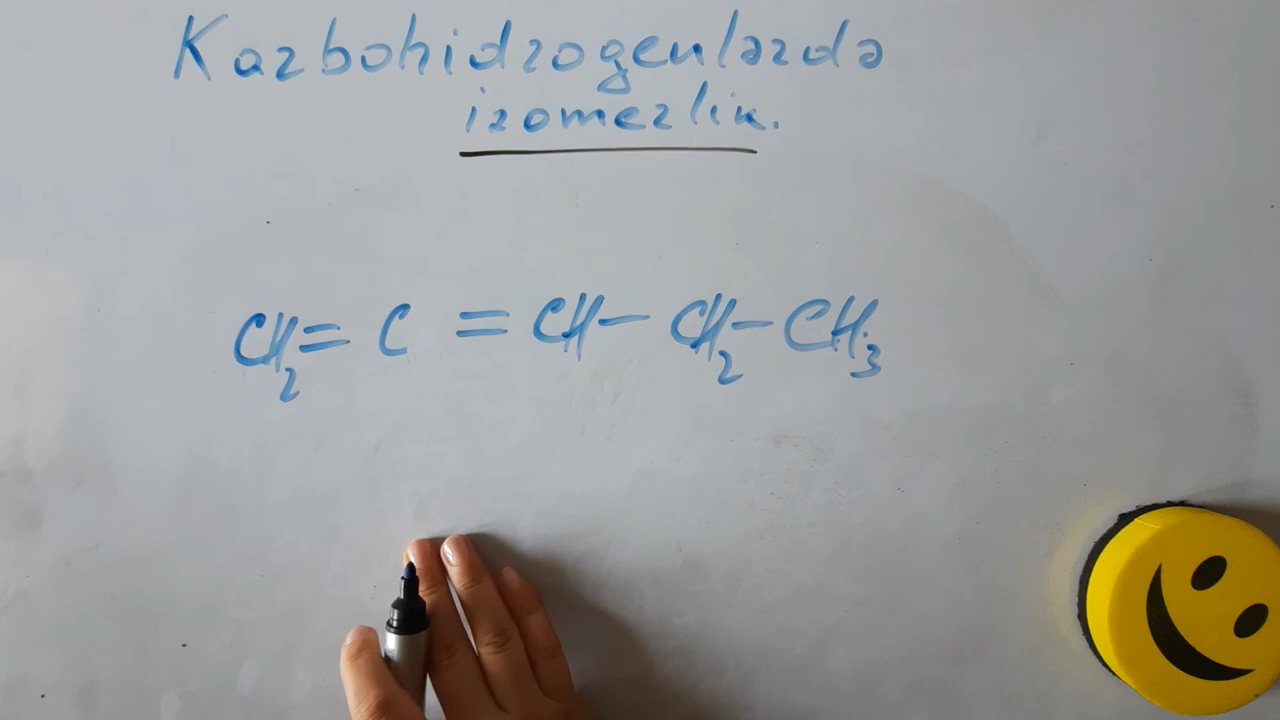 Karbohidrogenlərdə
izomerlik.
CH₂= C = CH- CH₂- CH₃